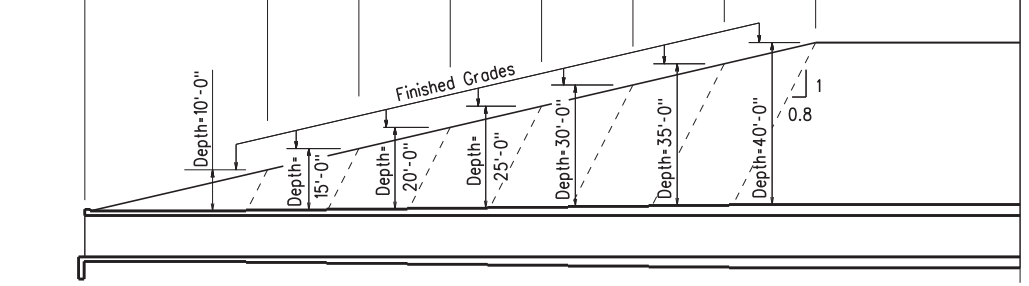 Finished Grades
Depth=10'-0"
Depth=
15'-0"
Depth=
20'-0"
Depth=
25'-0"
Depth=30'-0"
Depth=35'-0"
Depth=40'-0"
1
0.8